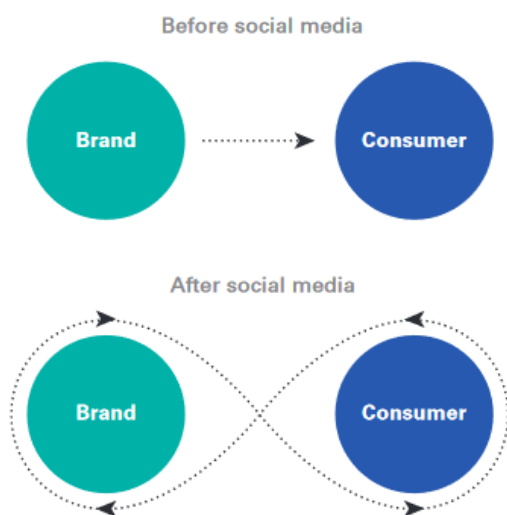 Before social media
Brand
Consumer
After social media
Brand
Consumer